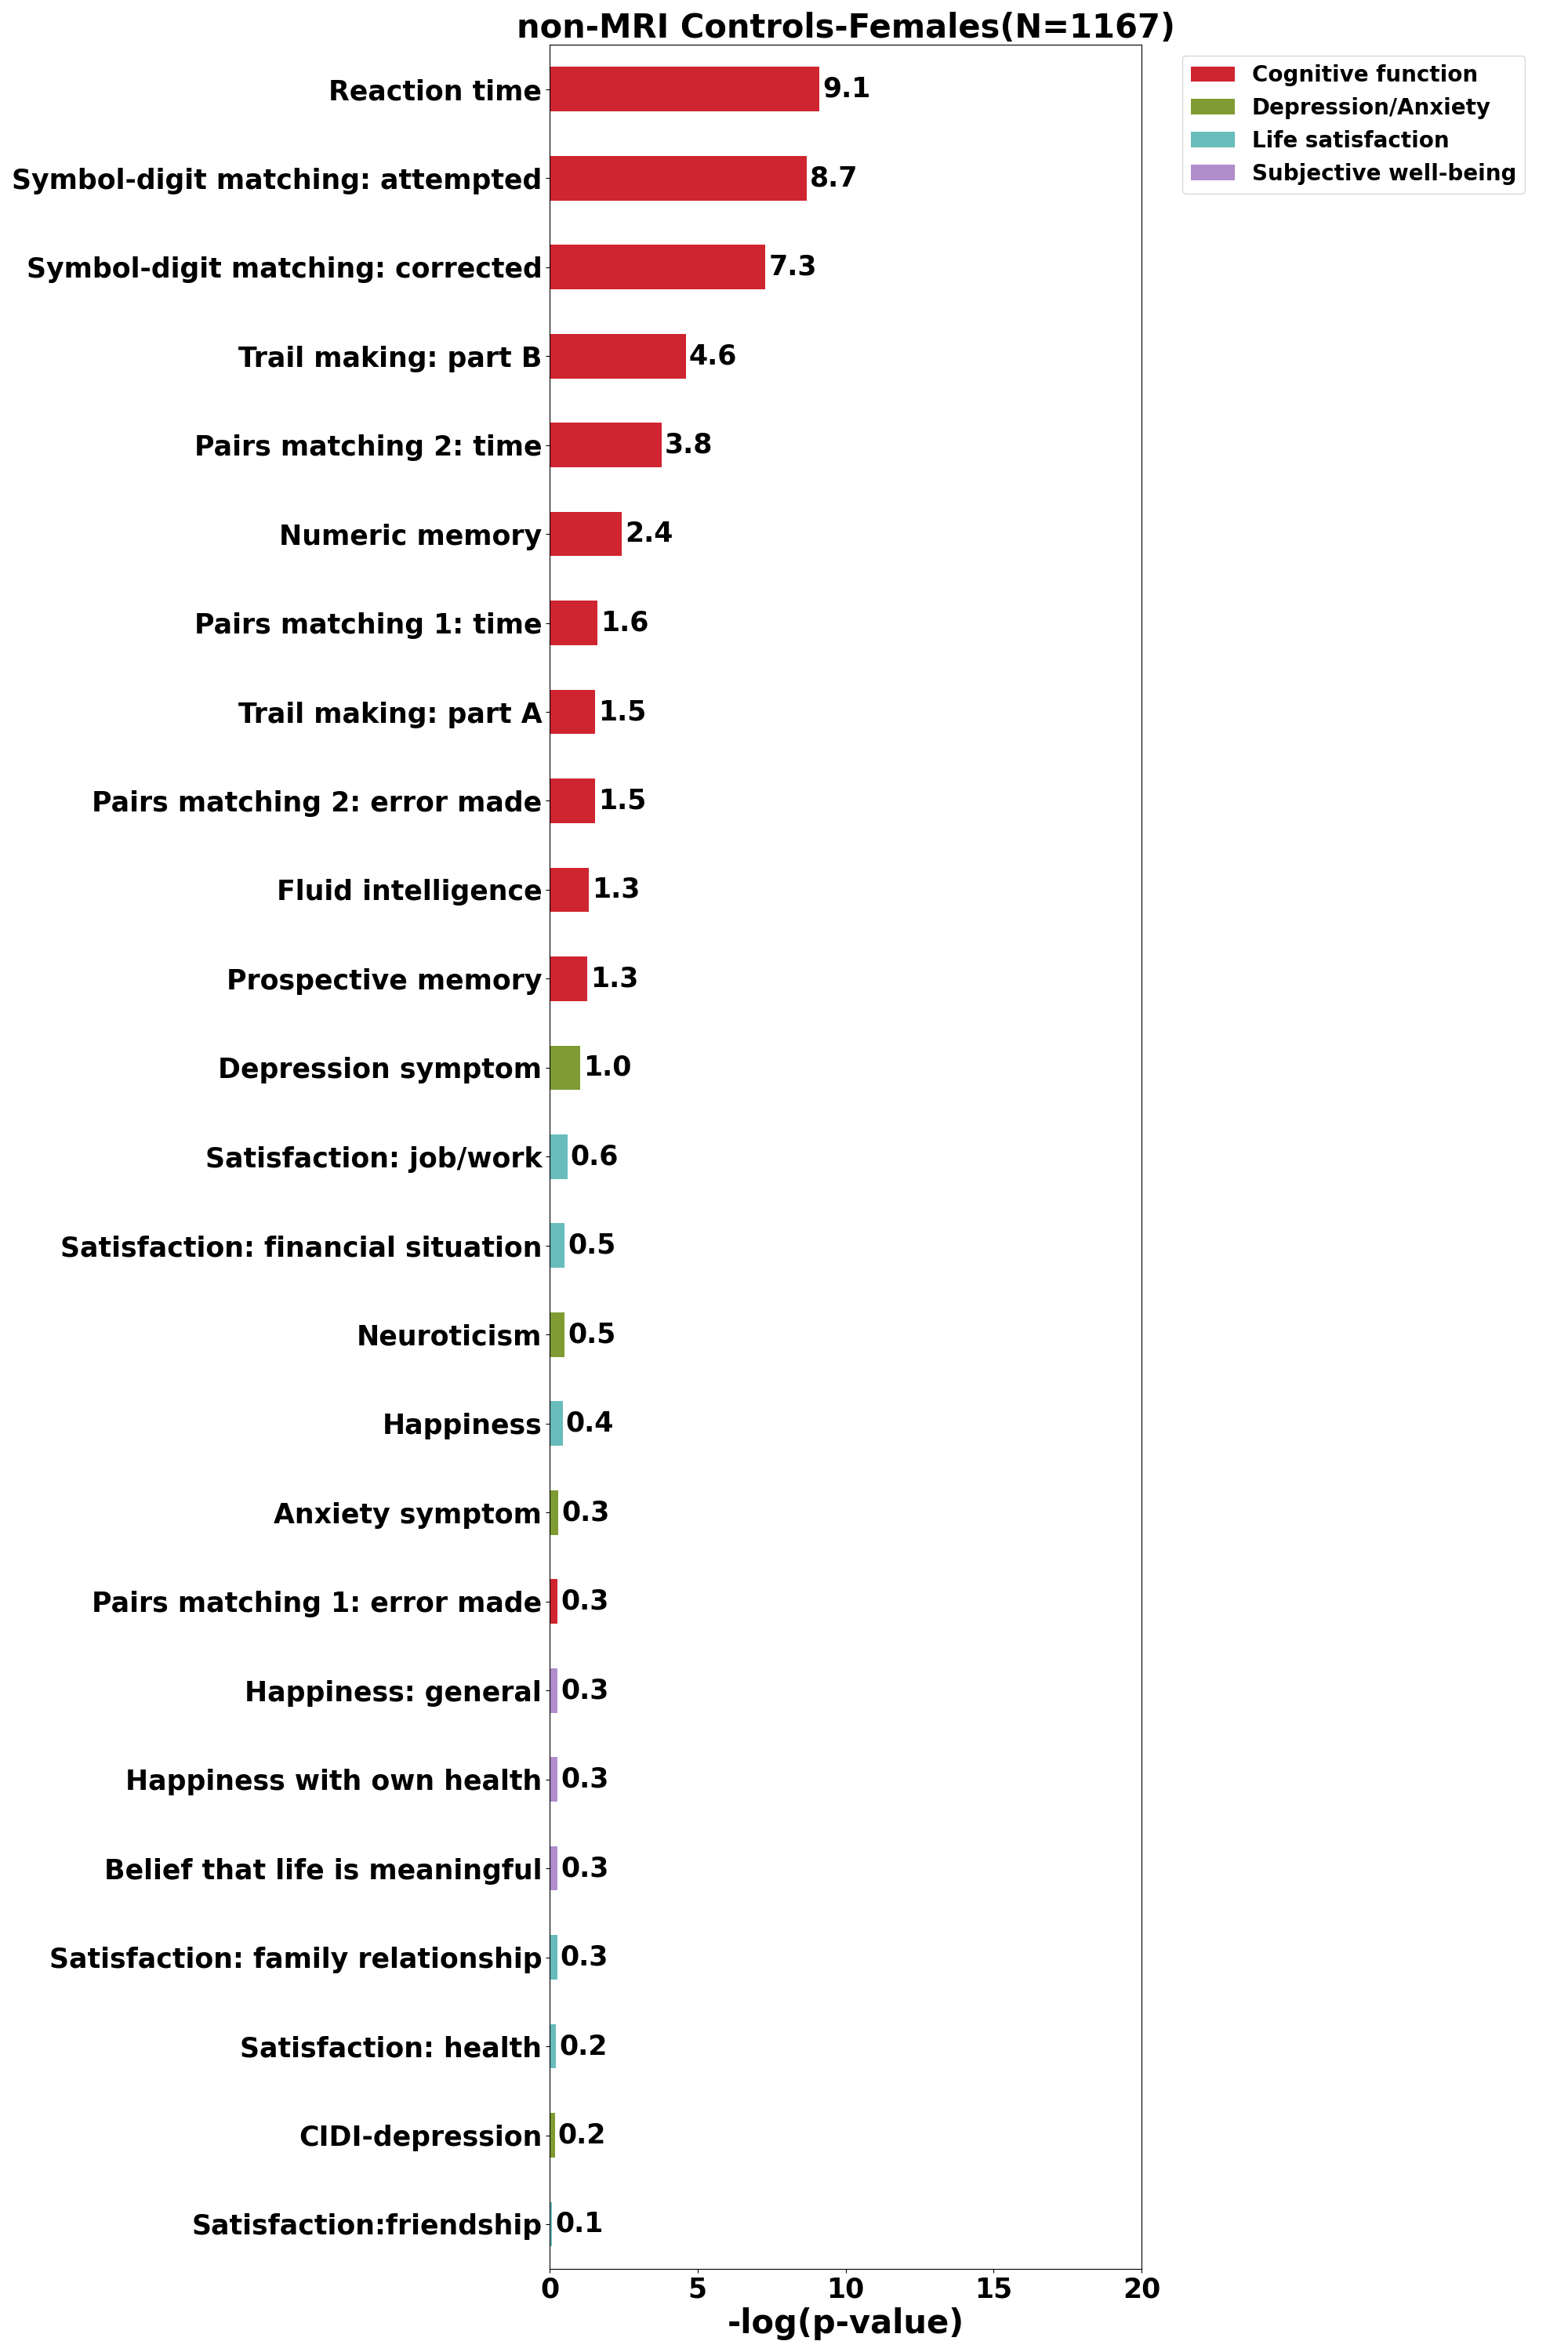 non-MRI Controls-Females(N=1167)
Reaction time 9.1
Symbol-digit matching: attempted 8.7
Symbol-digit matching: corrected 7.3
Trail making: part B 4.6
Pairs matching 2: time 3.8
Numeric memory 2.4
Pairs matching 1: time 1.6
Trail making: part A 1.5
Pairs matching 2: error made 1.5
Fluid intelligence 1.3
Prospective memory 1.3
Depression symptom 1.0
Satisfaction: job/work 0.6
Satisfaction: financial situation 0.5
Neuroticism 0.5
Happiness 0.4
Anxiety symptom 0.3
Pairs matching 1: error made 0.3
Happiness: general 0.3
Happiness with own health 0.3
Belief that life is meaningful 0.3
Satisfaction: family relationship 0.3
Satisfaction: health 0.2
CIDI-depression 0.2
Satisfaction:friendship 0.1
0 5 10 15 20
-log(p-value)
Cognitive function
Depression/Anxiety
Life satisfaction
Subjective well-being